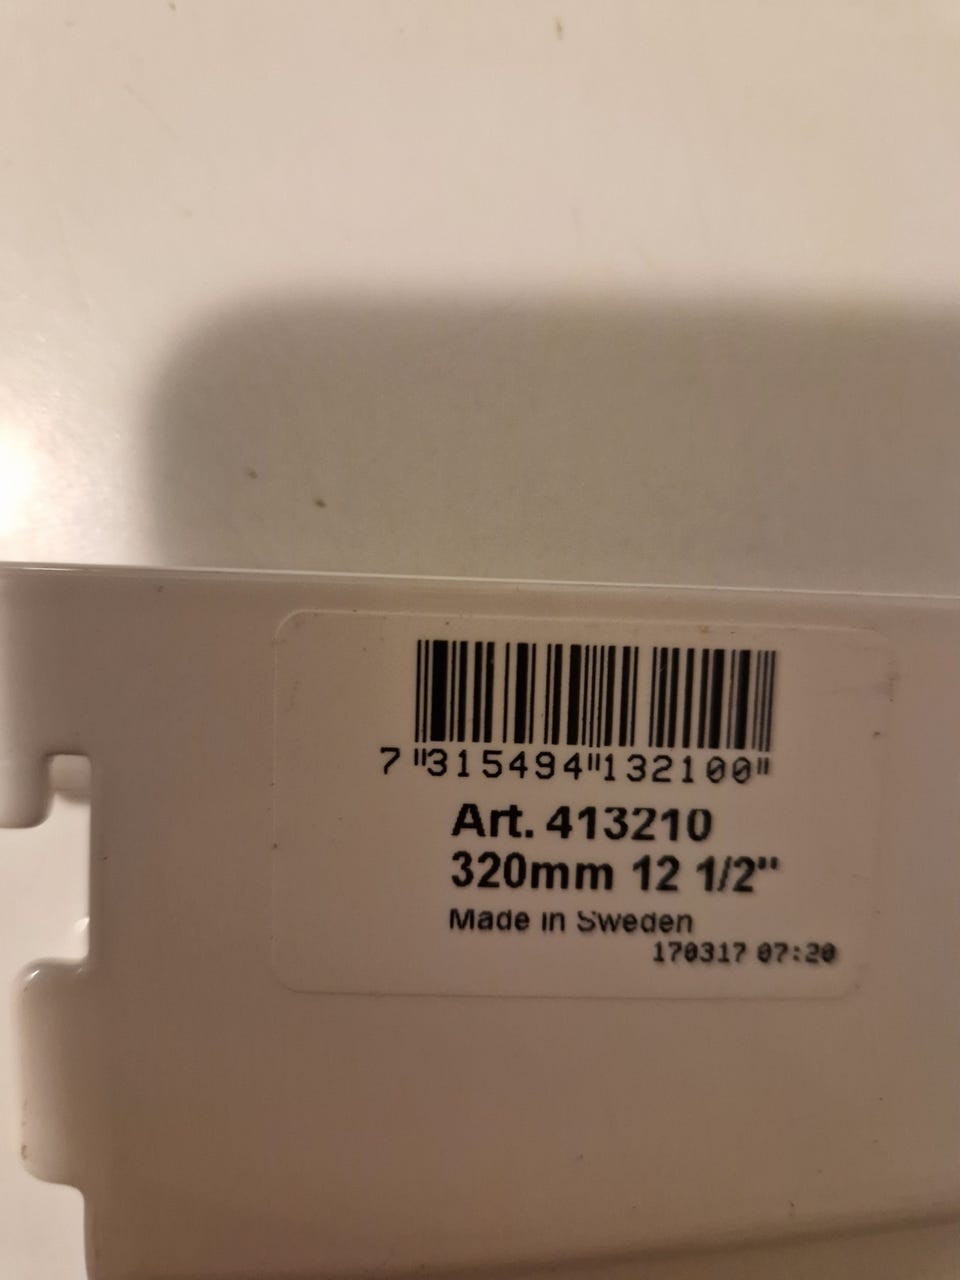 7"315494"132100"
Art. 413210
320mm 12 1/2"
Made in Sweden
170317 07:20